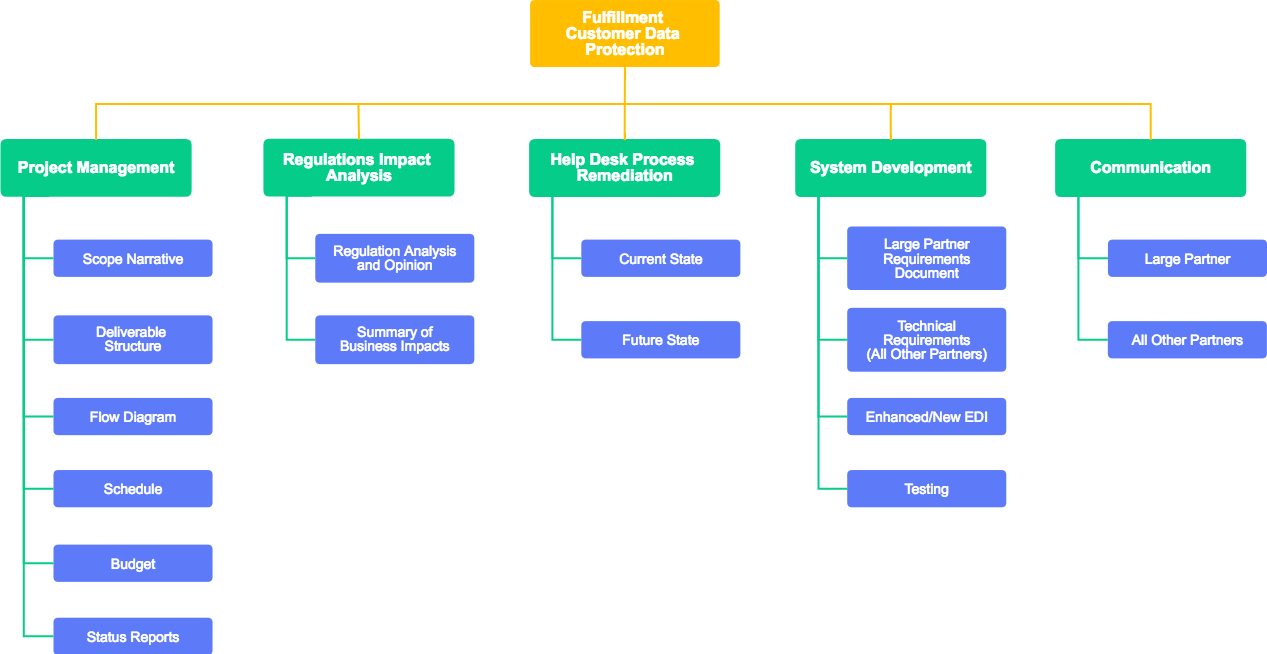 Fulfillment
Customer Data
Protection
Project Management
Regulations Impact
Analysis
Help Desk Process
Remediation
System Development
Communication
Scope Narrative
Deliverable
Structure
Flow Diagram
Schedule
Budget
Status Reports
Regulation Analysis
and Opinion
Summary of
Business Impacts
Current State
Future State
Large Partner
Requirements
Document
Technical
Requirements
(All Other Partners)
Enhanced/New EDI
Testing
Large Partner
All Other Partners